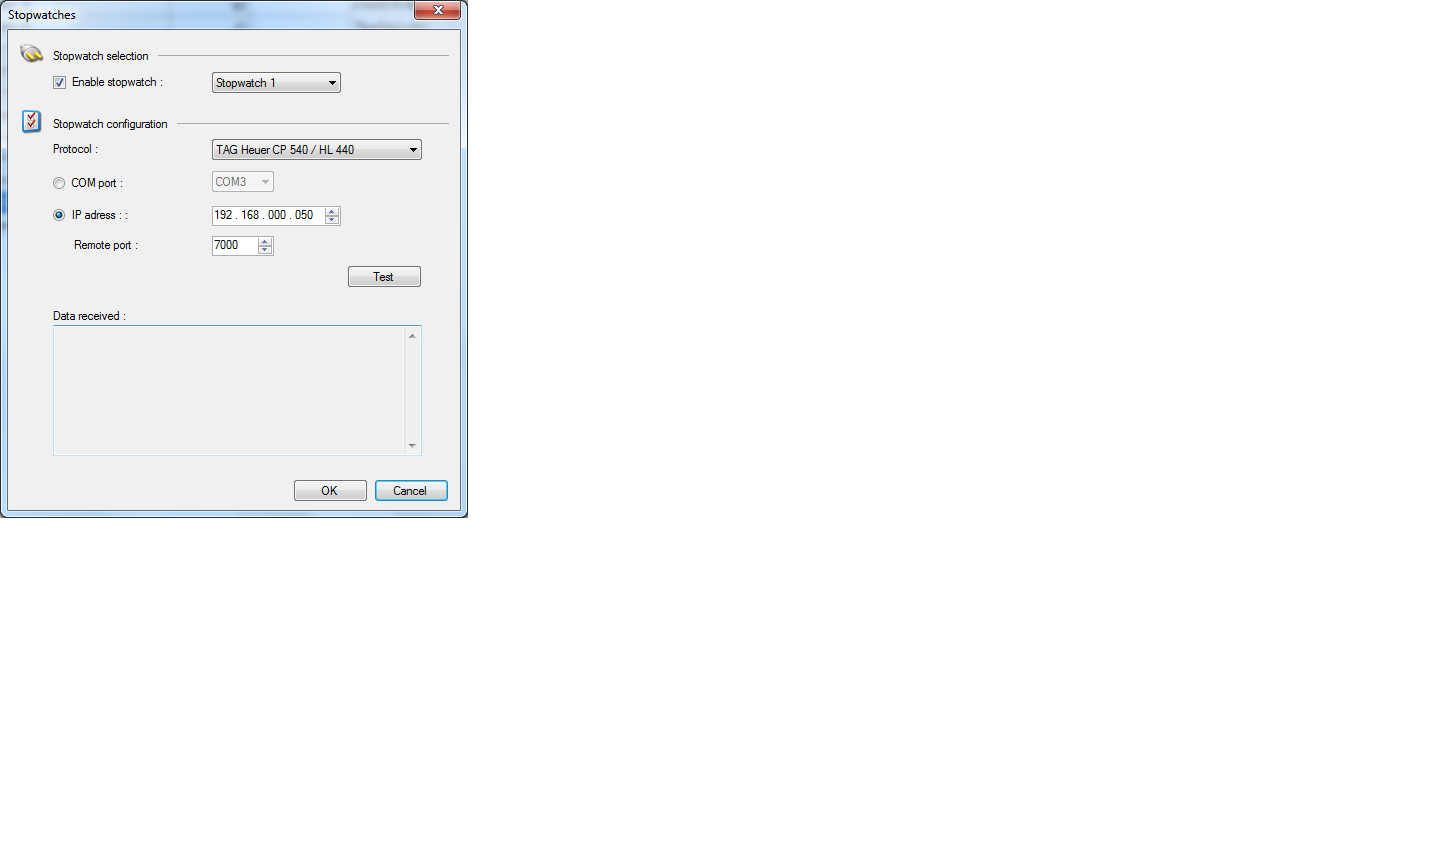 Stopwatches
Stopwatch selection
Enable stopwatch : Stopwatch 1
Stopwatch configuration
Protocol : TAG Heuer CP 540 / HL 440
COM port : COM3
IP adress : : 192 . 168 . 000 . 050
Remote port : 7000
Test
Data received :
OK Cancel